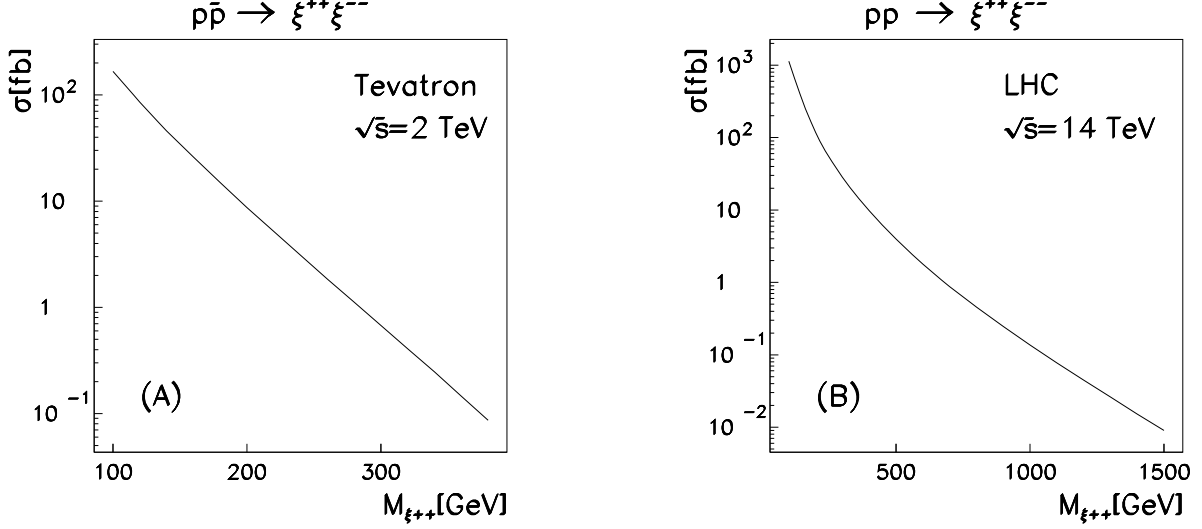 pp̄ → ξ⁺⁺ξ⁻⁻
σ[fb]
10²
10
1
10⁻¹
Tevatron
√s=2 TeV
(A)
100 200 300
M_ξ++[GeV]
pp → ξ⁺⁺ξ⁻⁻
σ[fb]
10³
10²
10
1
10⁻¹
10⁻²
LHC
√s=14 TeV
(B)
500 1000 1500
M_ξ++[GeV]